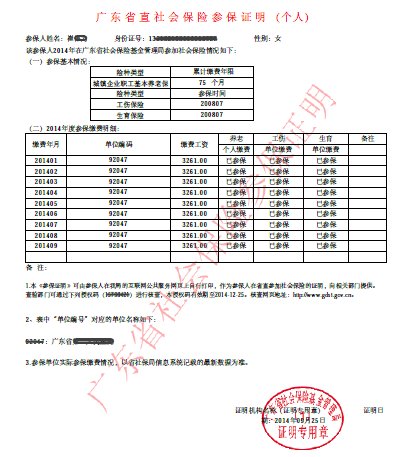 广东省直社会保险参保证明（个人）
参保人姓名： 身份证号： 性别：女
该参保人2014年在广东省社会保险基金管理局参加社会保险情况如下：
（一）参保基本情况：
险种类型 累计缴费年限
城镇企业职工基本养老保 75 个月
险种类型 参保时间
工伤保险 200807
生育保险 200807
（二）2014年度参保缴费明细：
缴费年月 单位编码 缴费工资 养老 工伤 生育 备注
个人缴费 单位缴费 单位缴费
201401 92047 3261.00 已参保 已参保 已参保
201402 92047 3261.00 已参保 已参保 已参保
201403 92047 3261.00 已参保 已参保 已参保
201404 92047 3261.00 已参保 已参保 已参保
201405 92047 3261.00 已参保 已参保 已参保
201406 92047 3261.00 已参保 已参保 已参保
201407 92047 3261.00 已参保 已参保 已参保
201408 92047 3261.00 已参保 已参保 已参保
201409 92047 3261.00 已参保 已参保 已参保
备 注：
1.本《参保证明》可由参保人在我局的互联网公共服务网页上自行打印，作为参保人在省直参加社会保险的证明，向相关部门提供。
查验部门可通过下列授权码（ ）进行核查，本授权码有效期至2014-12-25。核查网页地址：http://www.gdsi.gov.cn。
2、表中“单位编号”对应的单位名称如下：
：广东省
3.参保单位实际参保缴费情况，以省社保局信息系统记载的最新数据为准。
广东省社会保险参保证明
广东省社会保险基金管理局
证明机构名称（证明专用章） 证明日
期：2014年09月25日
证明专用章